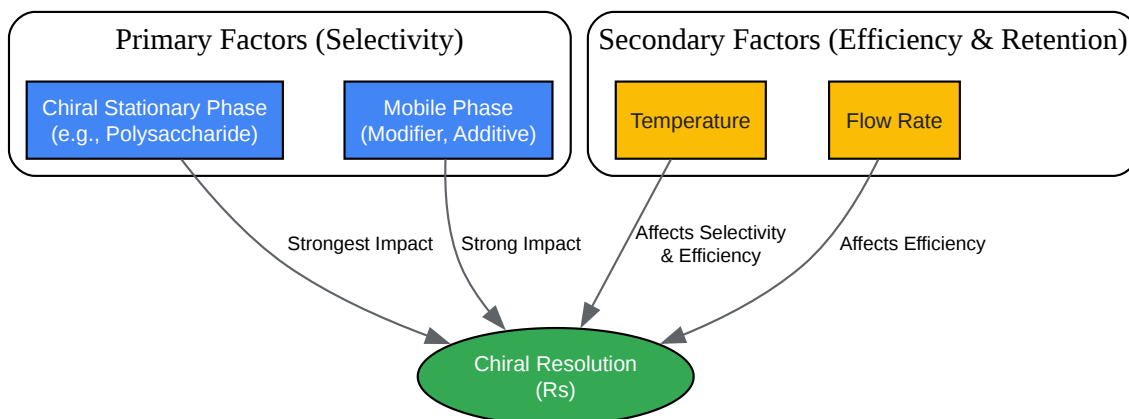 Primary Factors (Selectivity)
Secondary Factors (Efficiency & Retention)
Chiral Stationary Phase
(e.g., Polysaccharide)
Mobile Phase
(Modifier, Additive)
Temperature
Flow Rate
Strongest Impact
Strong Impact
Affects Selectivity
& Efficiency
Affects Efficiency
Chiral Resolution
(Rs)